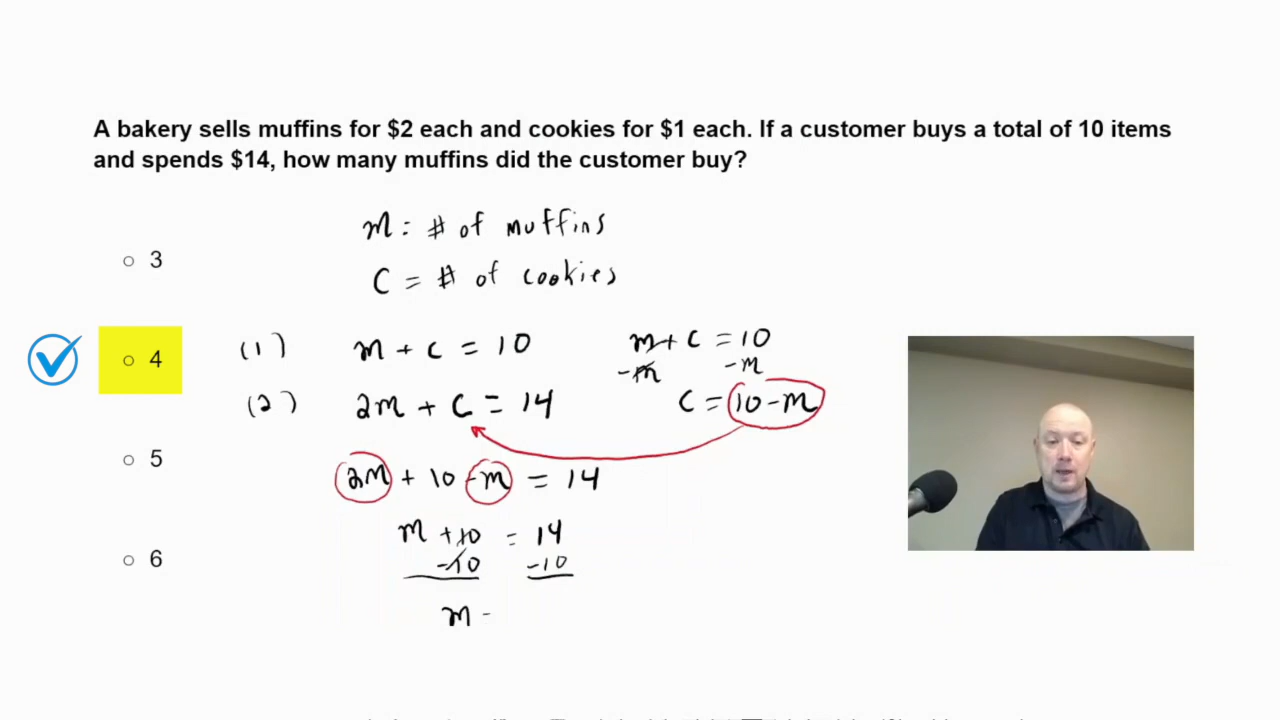 A bakery sells muffins for $2 each and cookies for $1 each. If a customer buys a total of 10 items
and spends $14, how many muffins did the customer buy?
m: # of muffins
3
C = # of cookies
(1) m + c = 10
m + c = 10
-m -m
4
(2) 2m + c = 14
c = 10 - m
5
2m + 10 - m = 14
m + 10 = 14
-10 -10
6
m -